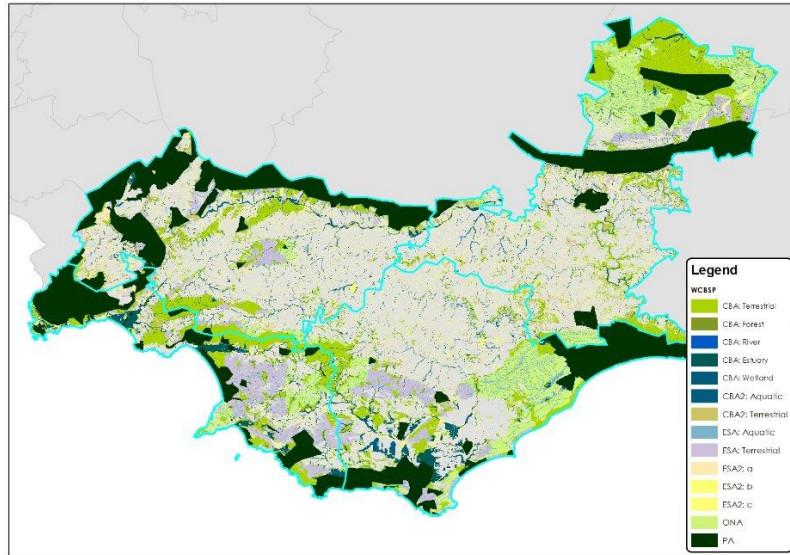 Legend
WCBSP
CBA: Terrestrial
CBA: Forest
CBA: River
CBA: Estuary
CBA: Wetland
CBA2: Aquatic
CBA2: Terrestrial
ESA: Aquatic
ESA: Terrestrial
ESA2: a
ESA2: b
ESA2: c
ONA
PA